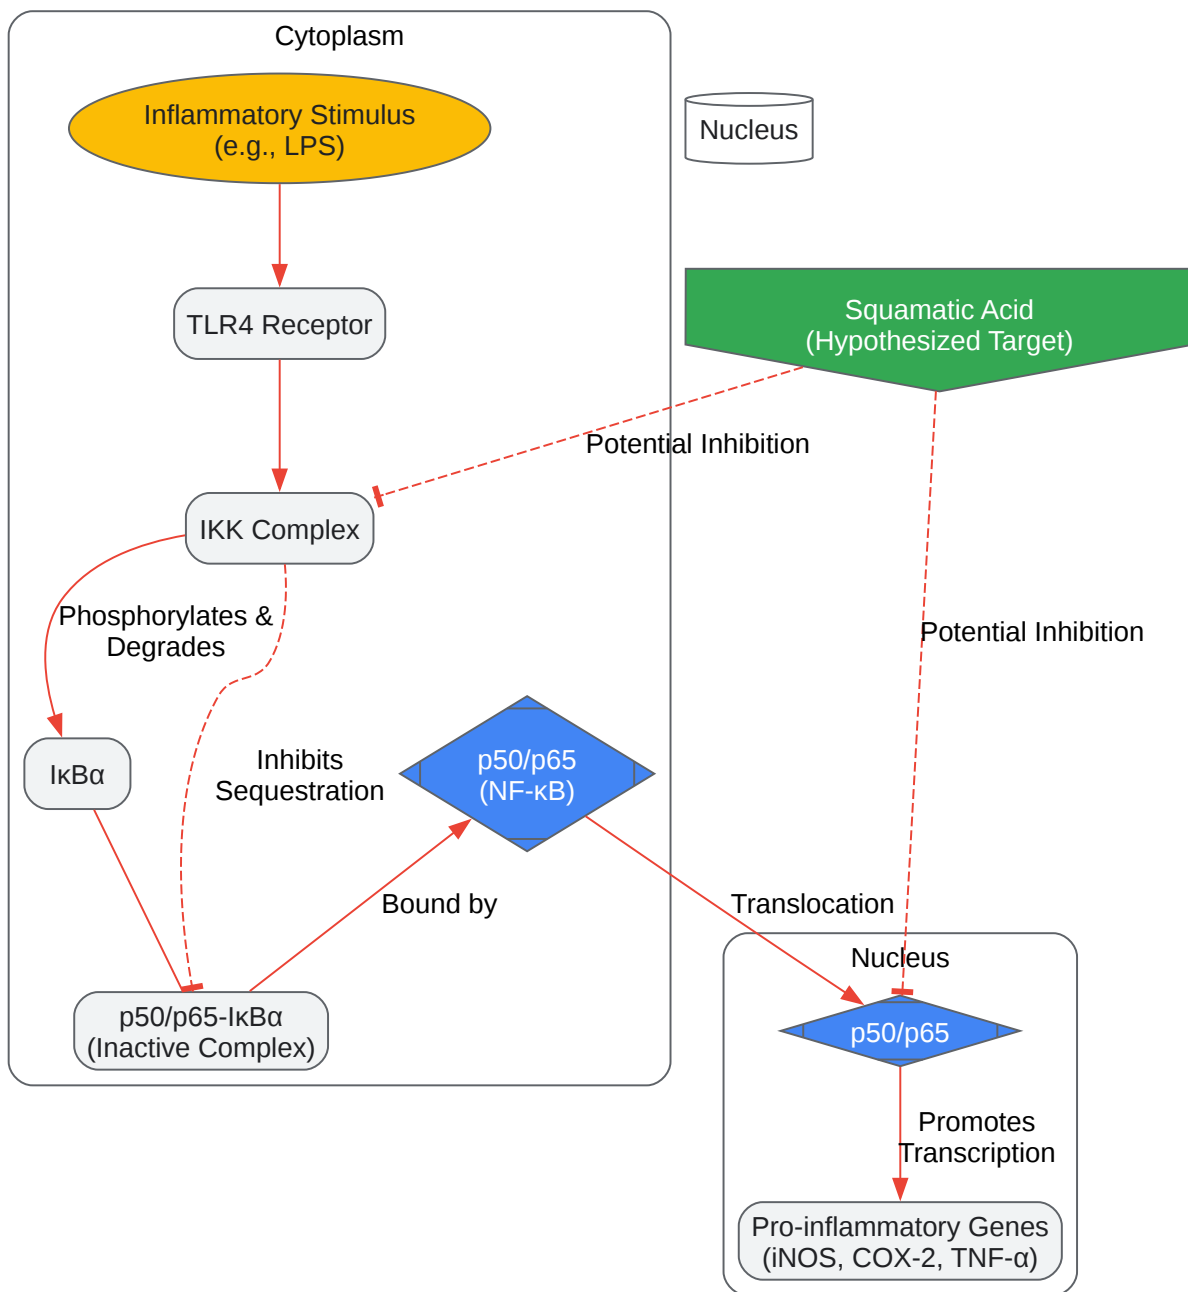 Cytoplasm
Inflammatory Stimulus
(e.g., LPS)
Nucleus
TLR4 Receptor
Squamatic Acid
(Hypothesized Target)
Potential Inhibition
IKK Complex
Phosphorylates &
Degrades
Potential Inhibition
IκBα
Inhibits
Sequestration
p50/p65
(NF-κB)
Bound by
Translocation
Nucleus
p50/p65-IκBα
(Inactive Complex)
p50/p65
Promotes
Transcription
Pro-inflammatory Genes
(iNOS, COX-2, TNF-α)